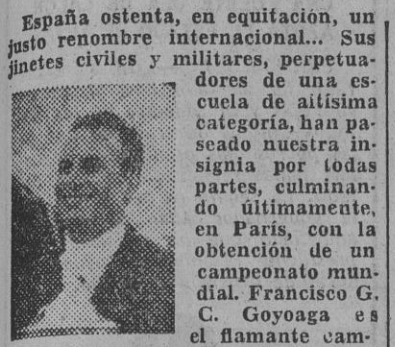 España ostenta, en equitación, un
justo renombre internacional... Sus
jinetes civiles y militares, perpetua-
dores de una es-
cuela de altísima
categoría, han pa-
seado nuestra in-
signia por todas
partes, culminan-
do últimamente,
en París, con la
obtención de un
campeonato mun-
dial. Francisco G.
C. Goyoaga es
el flamante cam-